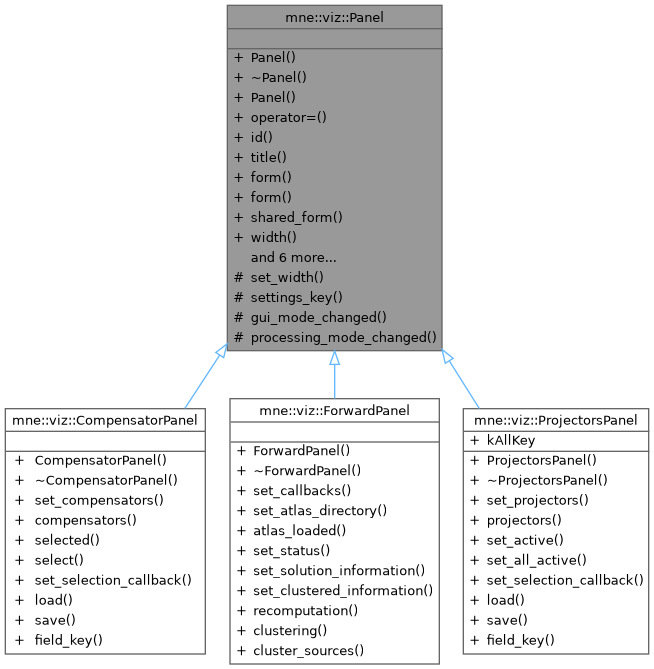 mne::viz::Panel
+ Panel()
+ ~Panel()
+ Panel()
+ operator=()
+ id()
+ title()
+ form()
+ form()
+ shared_form()
+ width()
and 6 more...
# set_width()
# settings_key()
# gui_mode_changed()
# processing_mode_changed()
mne::viz::CompensatorPanel
+ CompensatorPanel()
+ ~CompensatorPanel()
+ set_compensators()
+ compensators()
+ selected()
+ select()
+ set_selection_callback()
+ load()
+ save()
+ field_key()
mne::viz::ForwardPanel
+ ForwardPanel()
+ ~ForwardPanel()
+ set_callbacks()
+ set_atlas_directory()
+ atlas_loaded()
+ set_status()
+ set_solution_information()
+ set_clustered_information()
+ recomputation()
+ clustering()
+ cluster_sources()
mne::viz::ProjectorsPanel
+ kAllKey
+ ProjectorsPanel()
+ ~ProjectorsPanel()
+ set_projectors()
+ projectors()
+ set_active()
+ set_all_active()
+ set_selection_callback()
+ load()
+ save()
+ field_key()